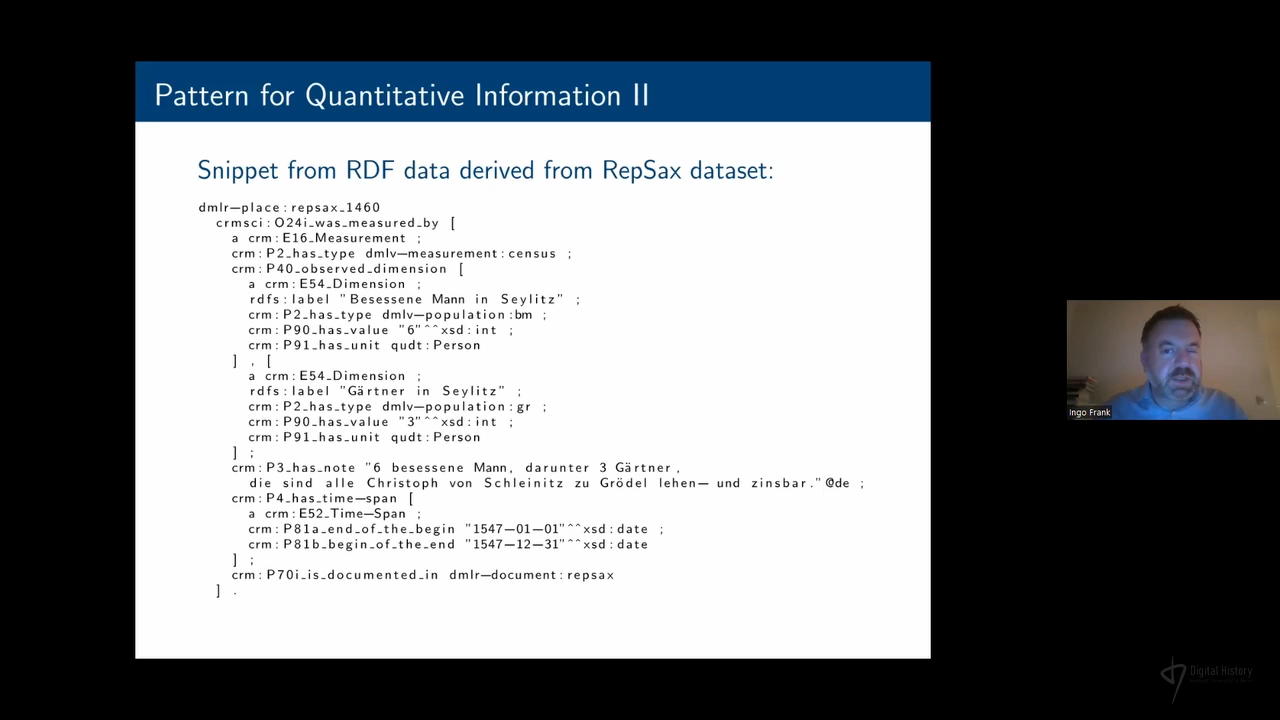 Pattern for Quantitative Information II
Snippet from RDF data derived from RepSax dataset:
dmlr—place:repsax_1460
crmsci:O24i_was_measured_by [
a crm:E16_Measurement ;
crm:P2_has_type dmlv—measurement:census ;
crm:P40_observed_dimension [
a crm:E54_Dimension ;
rdfs:label "Besessene Mann in Seylitz" ;
crm:P2_has_type dmlv—population:bm ;
crm:P90_has_value "6"^^xsd:int ;
crm:P91_has_unit qudt:Person
] , [
a crm:E54_Dimension ;
rdfs:label "Gärtner in Seylitz" ;
crm:P2_has_type dmlv—population:gr ;
crm:P90_has_value "3"^^xsd:int ;
crm:P91_has_unit qudt:Person
] ;
crm:P3_has_note "6 besessene Mann, darunter 3 Gärtner,
die sind alle Christoph von Schleinitz zu Grödel lehen— und zinsbar."@de ;
crm:P4_has_time—span [
a crm:E52_Time—Span ;
crm:P81a_end_of_the_begin "1547—01—01"^^xsd:date ;
crm:P81b_begin_of_the_end "1547—12—31"^^xsd:date
] ;
crm:P70i_is_documented_in dmlr—document:repsax
] .
Ingo Frank
Digital History